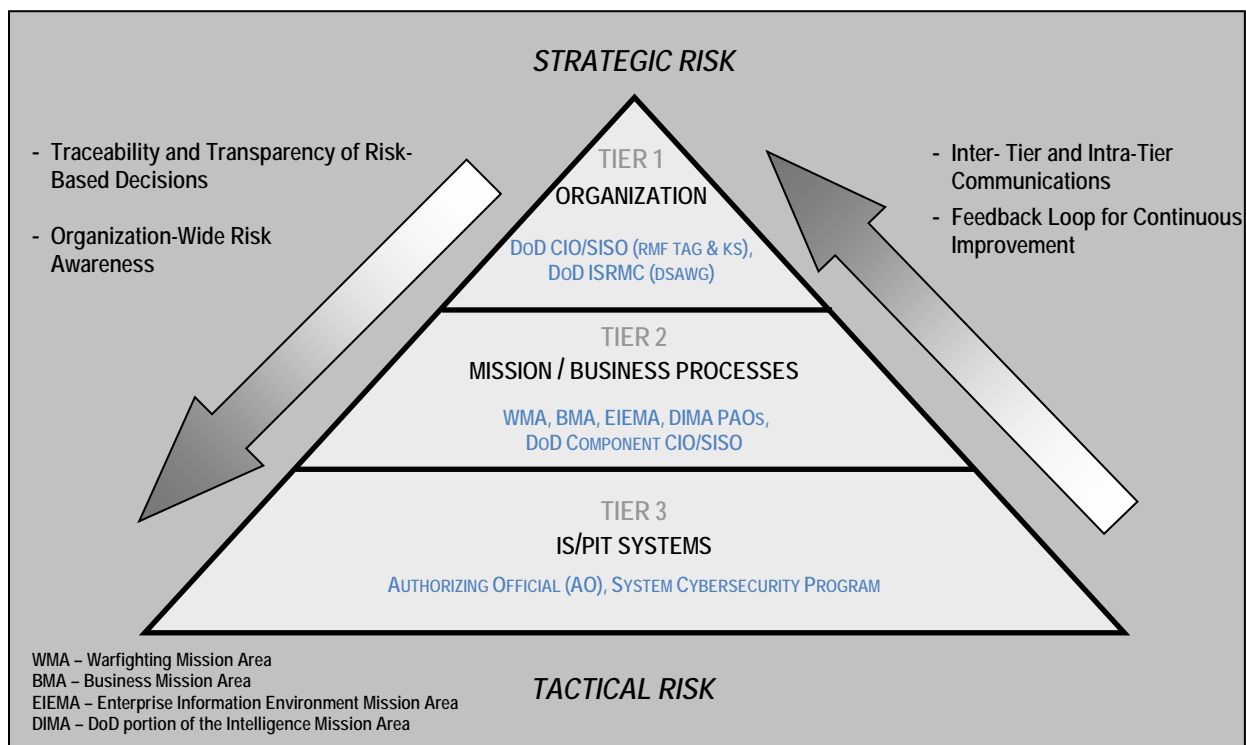 STRATEGIC RISK
- Traceability and Transparency of Risk-
Based Decisions
- Organization-Wide Risk
Awareness
- Inter- Tier and Intra-Tier
Communications
- Feedback Loop for Continuous
Improvement
TIER 1
ORGANIZATION
DOD CIO/SISO (RMF TAG & KS),
DOD ISRMC (DSAWG)
TIER 2
MISSION / BUSINESS PROCESSES
WMA, BMA, EIEMA, DIMA PAOS,
DOD COMPONENT CIO/SISO
TIER 3
IS/PIT SYSTEMS
AUTHORIZING OFFICIAL (AO), SYSTEM CYBERSECURITY PROGRAM
WMA – Warfighting Mission Area
BMA – Business Mission Area
EIEMA – Enterprise Information Environment Mission Area
DIMA – DoD portion of the Intelligence Mission Area
TACTICAL RISK